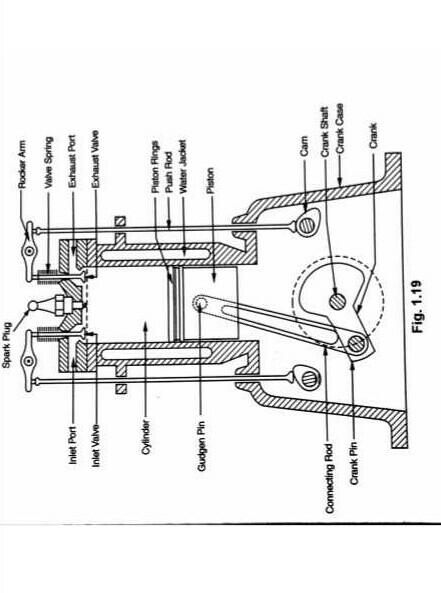 Spark Plug
Rocker Arm
Valve Spring
Exhaust Port
Exhaust Valve
Piston Rings
Push Rod
Water Jacket
Piston
Cam
Crank Shaft
Crank Case
Crank
Inlet Port
Inlet Valve
Cylinder
Gudgen Pin
Connecting Rod
Crank Pin
Fig. 1.19